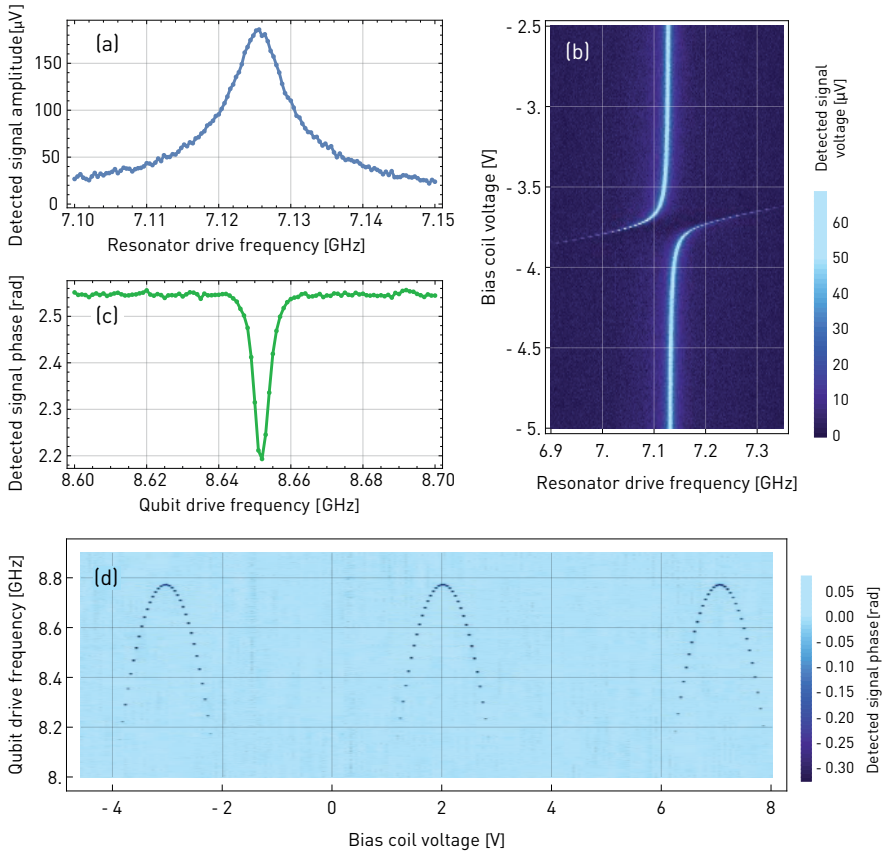 (a)
Detected signal amplitude[μV]
150
100
50
0
7.10 7.11 7.12 7.13 7.14 7.15
Resonator drive frequency [GHz]
(b)
Bias coil voltage [V]
- 2.5
- 3.
- 3.5
- 4.
- 4.5
- 5.
6.9 7. 7.1 7.2 7.3
Resonator drive frequency [GHz]
Detected signal
voltage [μV]
60
50
40
30
20
10
0
(c)
Detected signal phase [rad]
2.5
2.4
2.3
2.2
8.60 8.62 8.64 8.66 8.68 8.70
Qubit drive frequency [GHz]
(d)
Qubit drive frequency [GHz]
8.8
8.6
8.4
8.2
8.
- 4 - 2 0 2 4 6 8
Bias coil voltage [V]
Detected signal phase [rad]
0.05
0.00
- 0.05
- 0.10
- 0.15
- 0.20
- 0.25
- 0.30